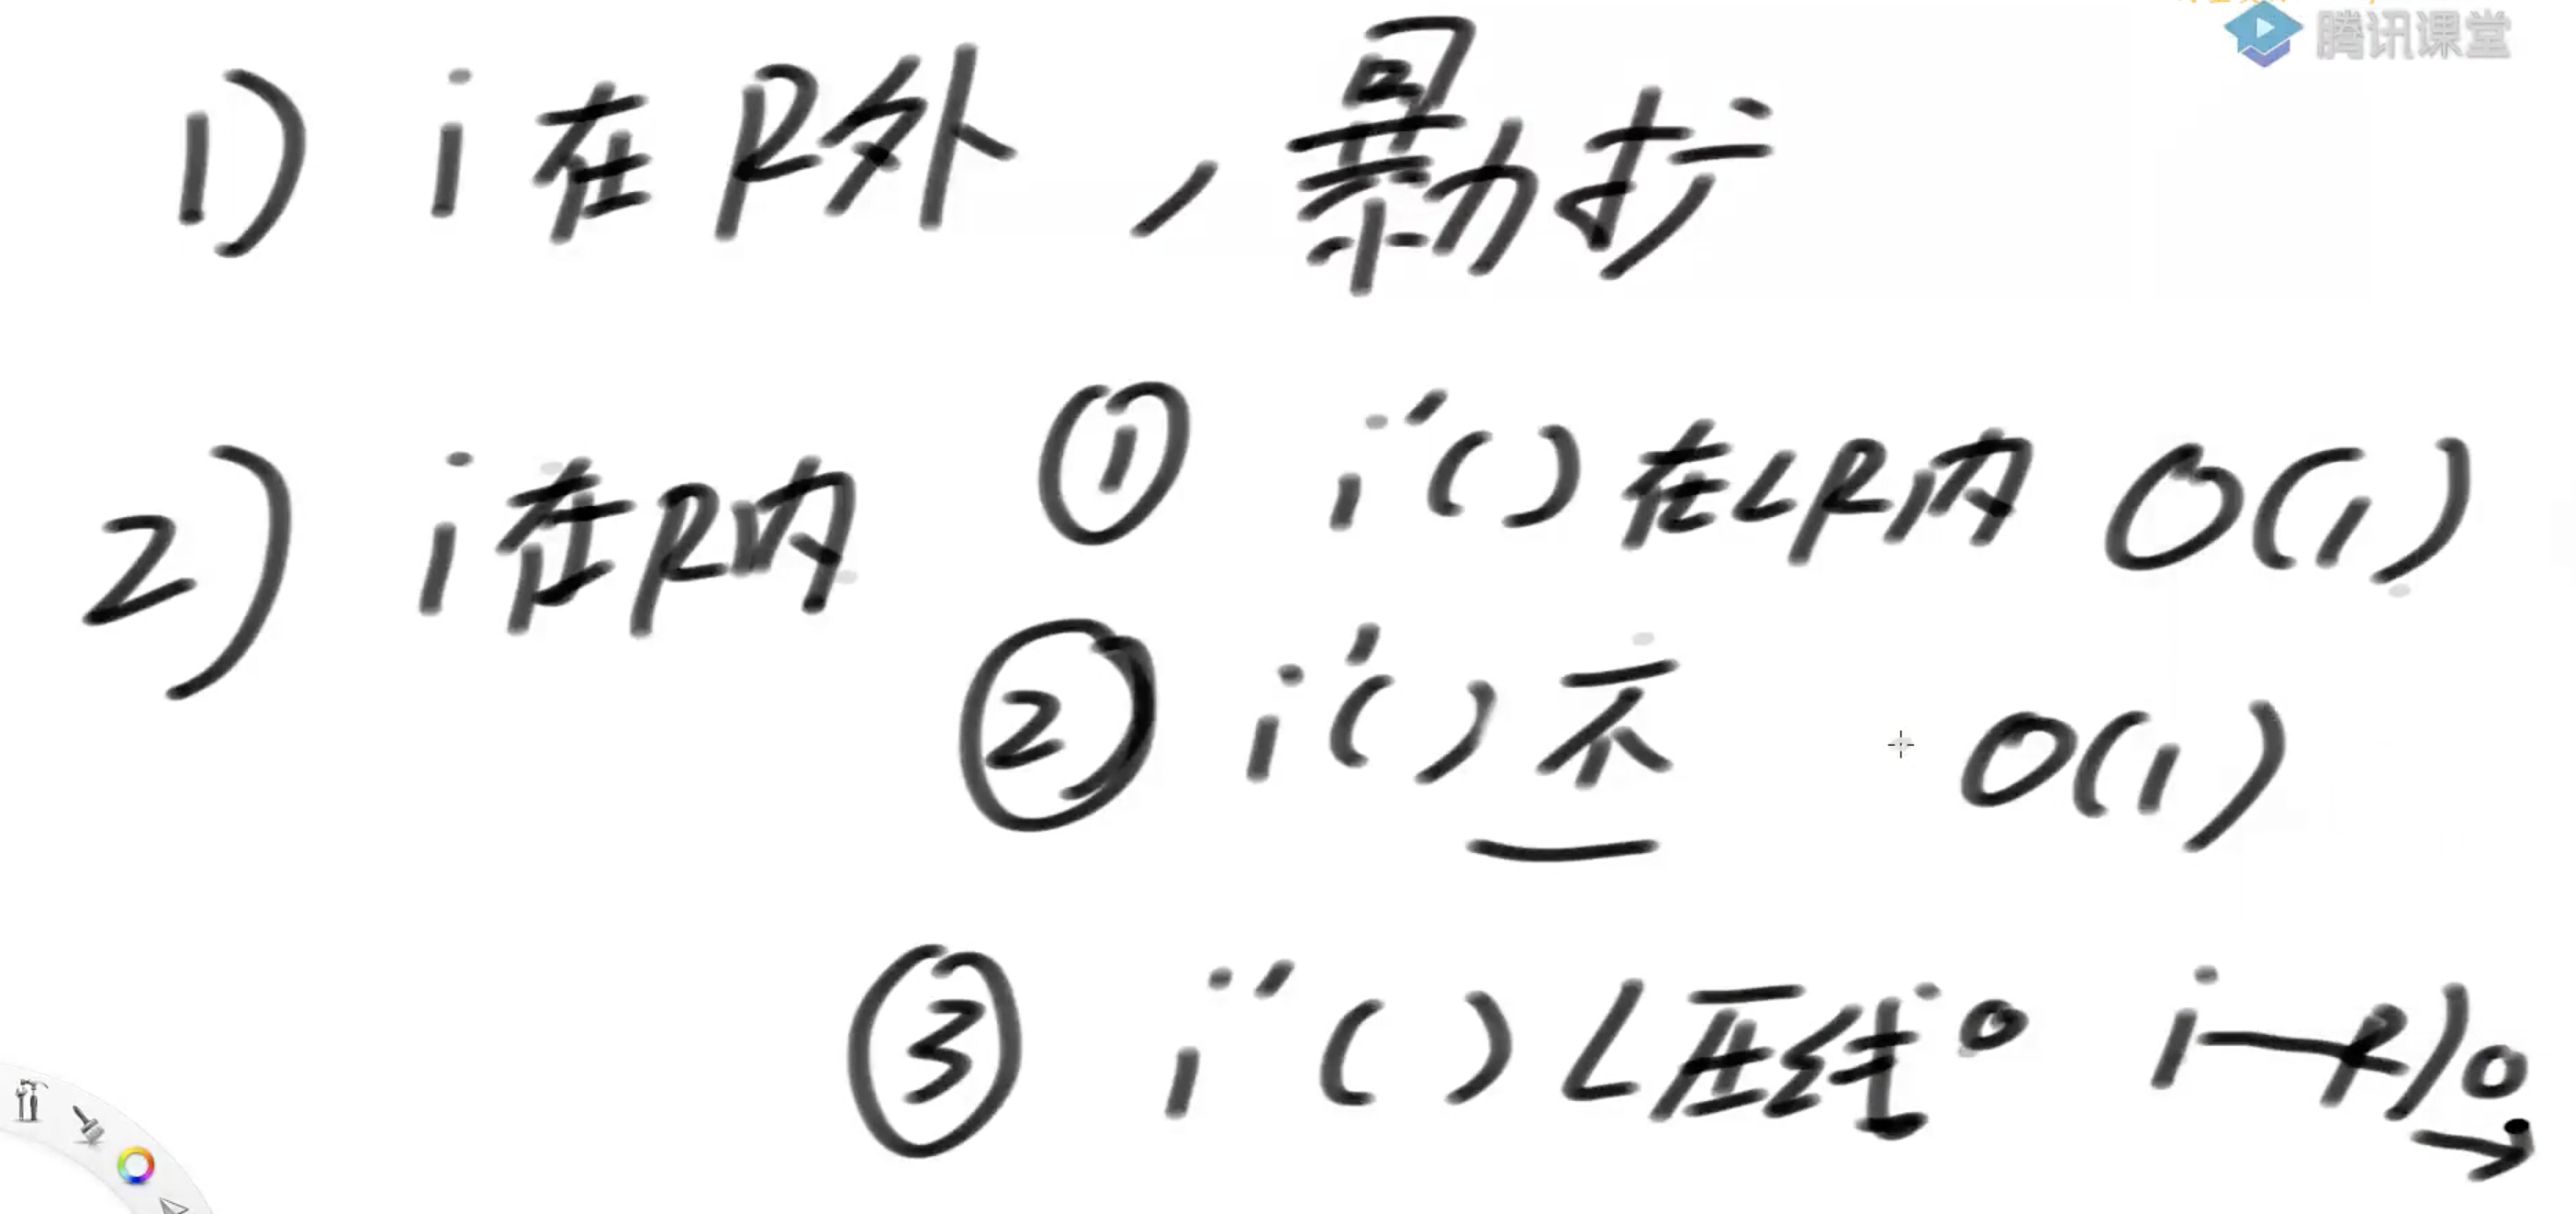 腾讯课堂
1) i在R外, 暴力扩
2) i在R内 ① i'( )在LR内 O(1)
② i'( )不 O(1)
③ i'( ) L压线。 i—R)。